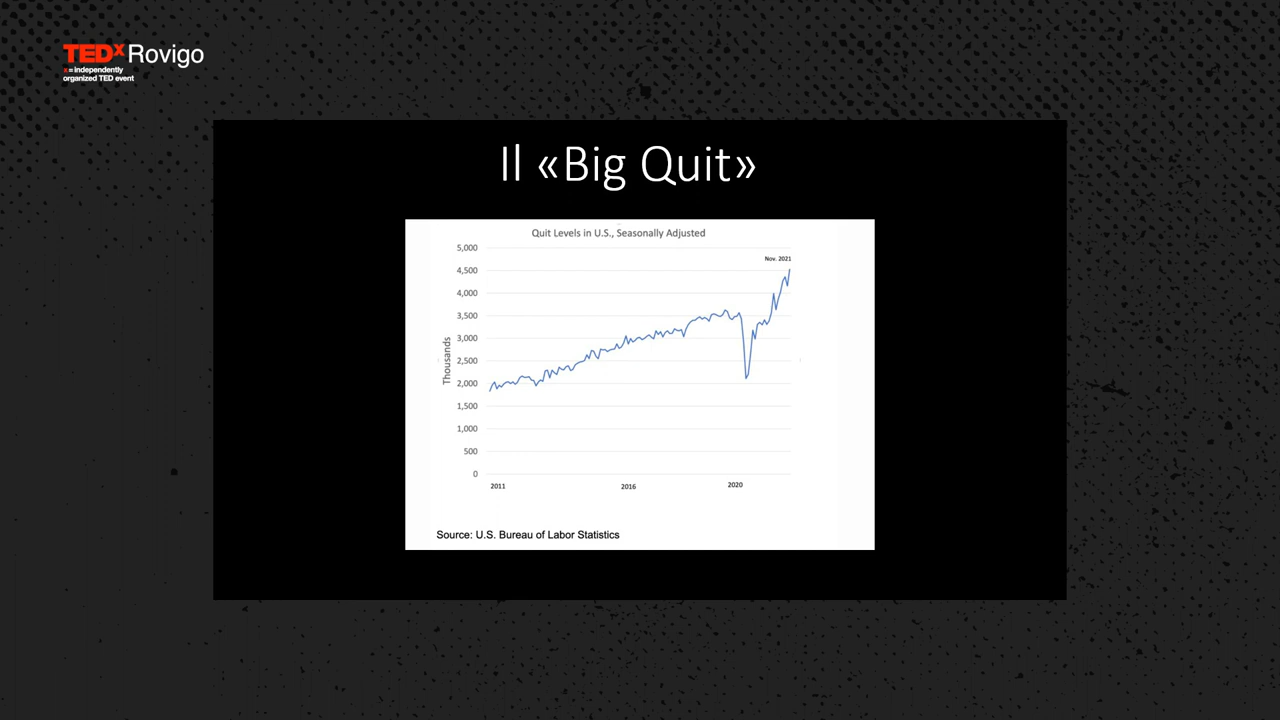 TEDxRovigo
x = independently
organized TED event
Il «Big Quit»
Quit Levels in U.S., Seasonally Adjusted
5,000
Nov. 2021
4,500
4,000
3,500
3,000
2,500
2,000
1,500
1,000
500
0
Thousands
2011
2016
2020
Source: U.S. Bureau of Labor Statistics